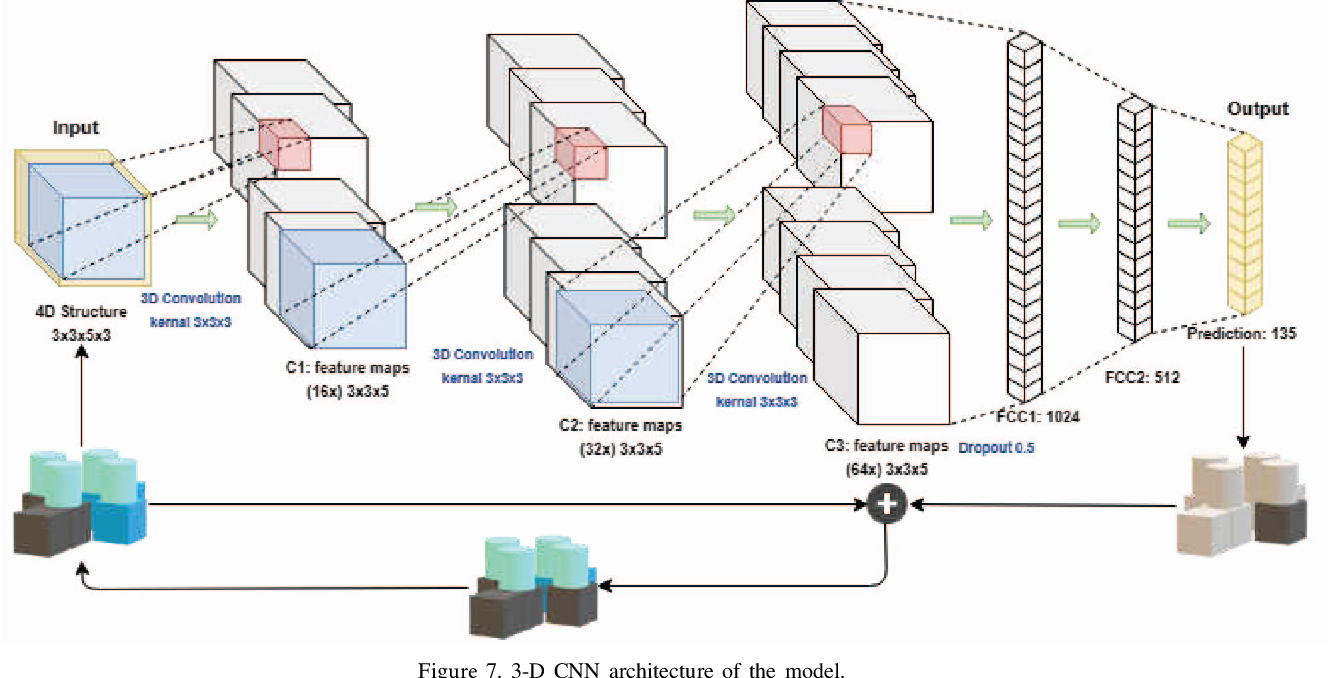 Input
4D Structure
3x3x5x3
3D Convolution
kernal 3x3x3
C1: feature maps
(16x) 3x3x5
3D Convolution
kernal 3x3x3
C2: feature maps
(32x) 3x3x5
3D Convolution
kernal 3x3x3
C3: feature maps
(64x) 3x3x5
Dropout 0.5
FCC1: 1024
FCC2: 512
Output
Prediction: 135
+
Figure 7. 3-D CNN architecture of the model.